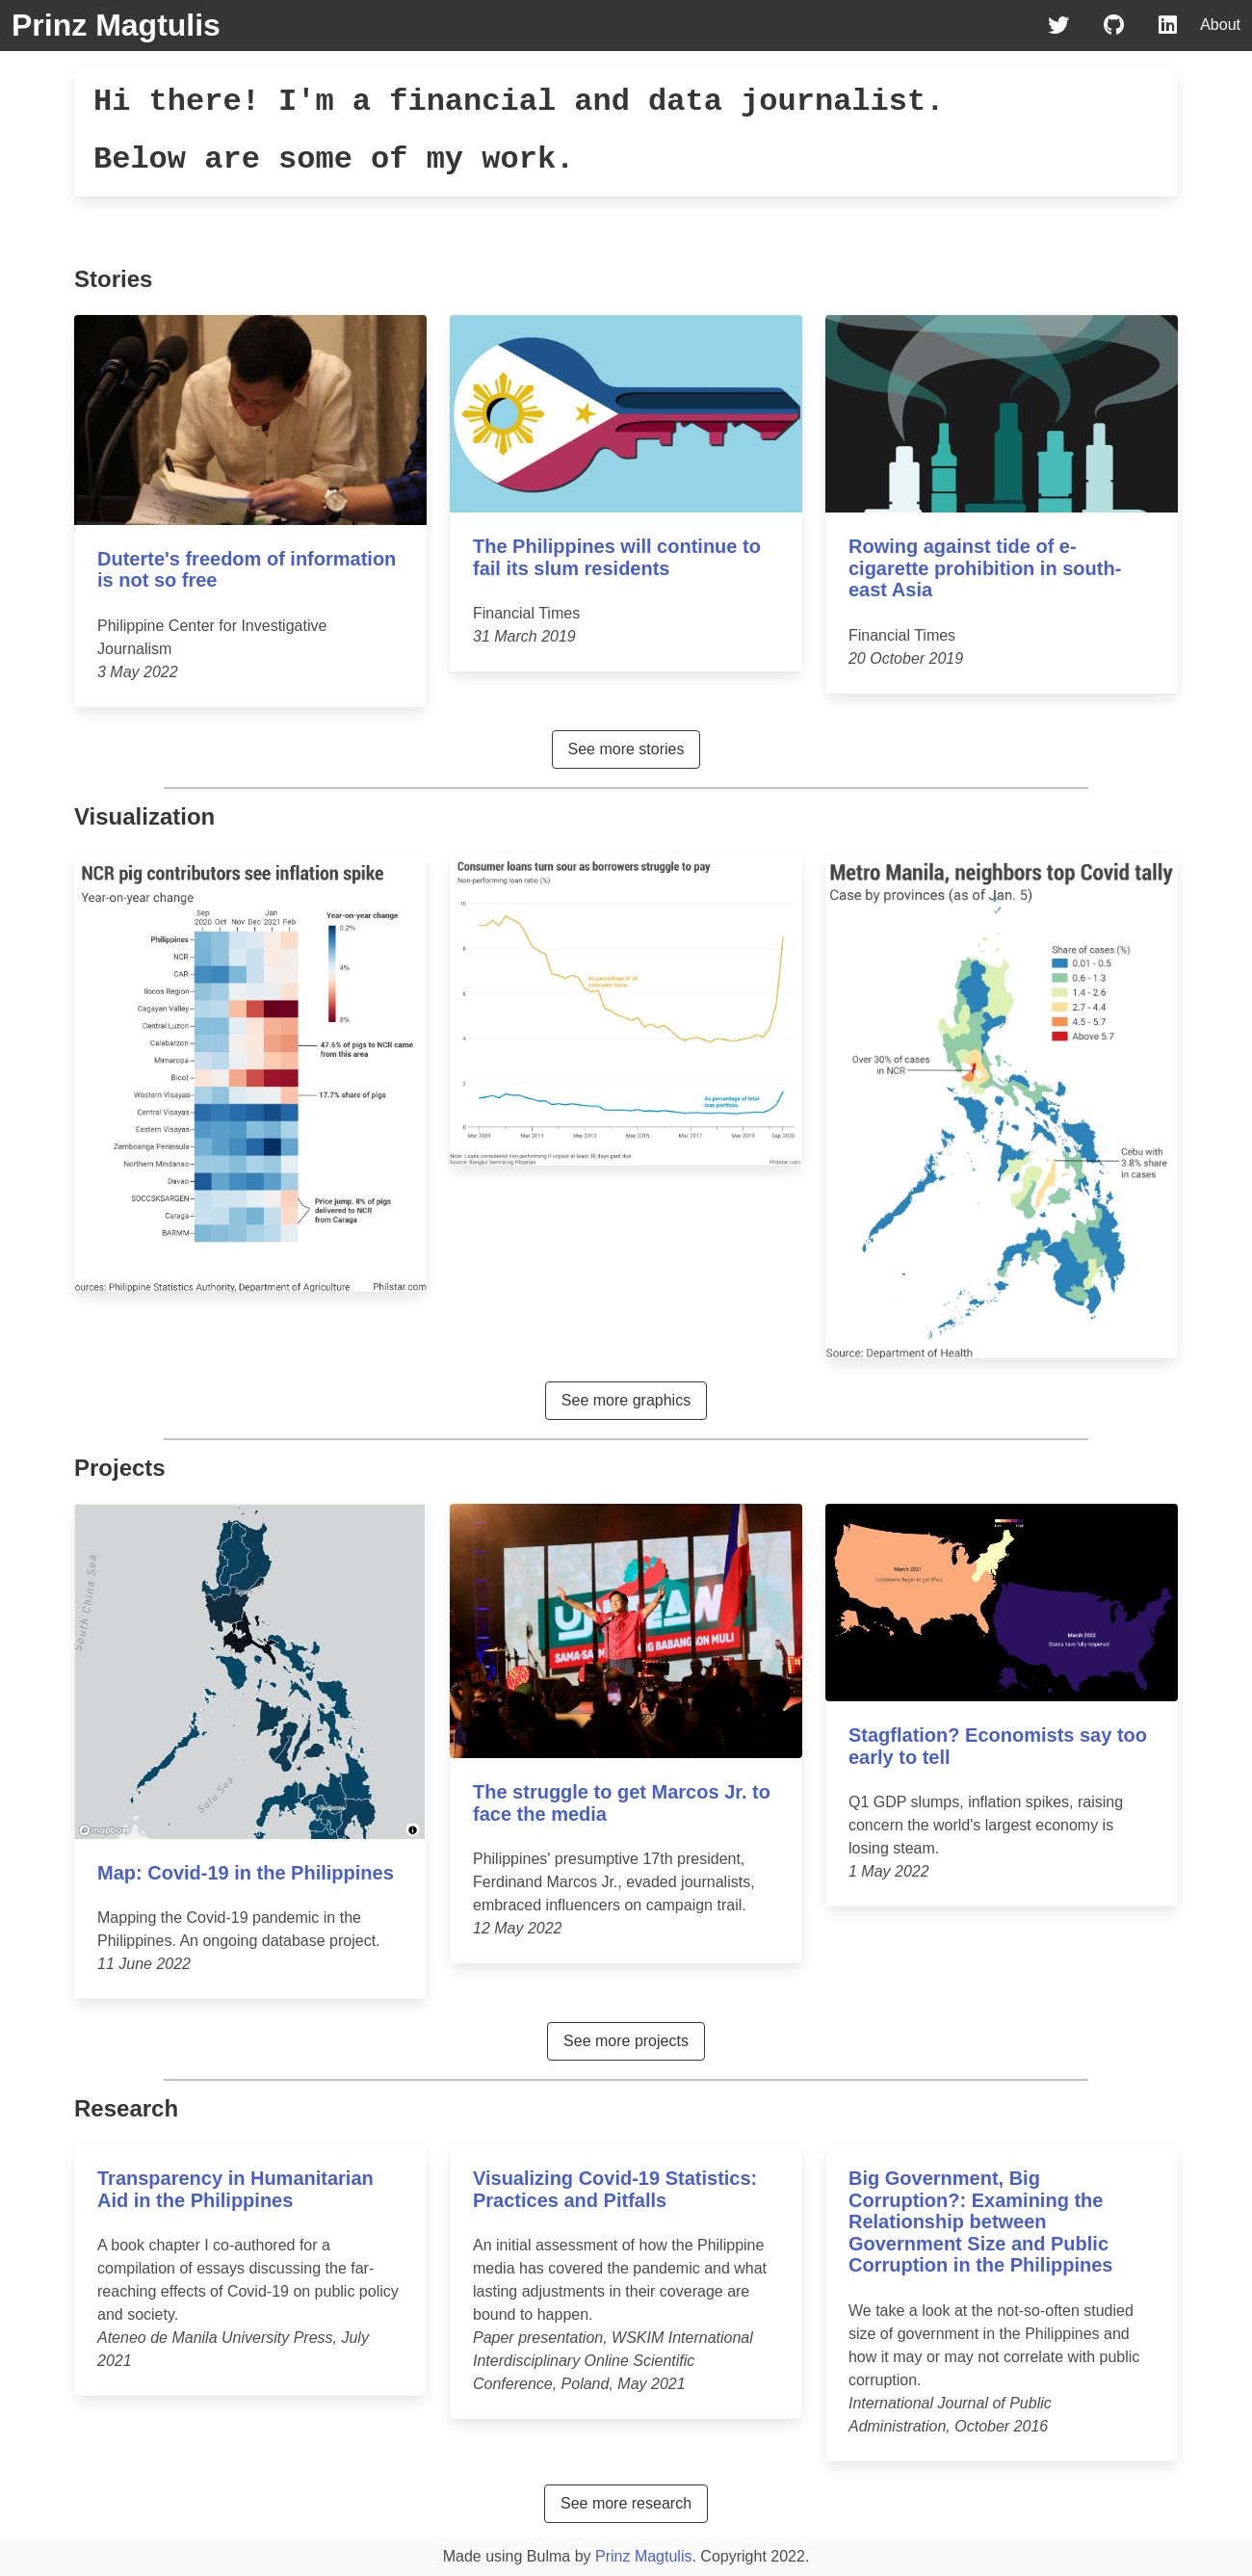 Prinz Magtulis
About
Hi there! I'm a financial and data journalist.
Below are some of my work.
Stories
Duterte's freedom of information
is not so free
Philippine Center for Investigative
Journalism
3 May 2022
The Philippines will continue to
fail its slum residents
Financial Times
31 March 2019
Rowing against tide of e-
cigarette prohibition in south-
east Asia
Financial Times
20 October 2019
See more stories
Visualization
NCR pig contributors see inflation spike
Year-on-year change
Sep Jan
2020 Oct Nov Dec 2021 Feb
Year-on-year change
0.2%
4%
8%
Philippines
NCR
CAR
Ilocos Region
Cagayan Valley
Central Luzon
Calabarzon
Mimaropa
Bicol
Western Visayas
Central Visayas
Eastern Visayas
Zamboanga Peninsula
Northern Mindanao
Davao
SOCCSKSARGEN
Caraga
BARMM
47.6% of pigs to NCR came
from this area
17.7% share of pigs
Price jump. 8% of pigs
delivered to NCR
from Caraga
ources: Philippine Statistics Authority, Department of Agriculture
Philstar.com
Consumer loans turn sour as borrowers struggle to pay
Non-performing loan ratio (%)
10
8
6
4
2
0
As percentage of all
consumer loans
As percentage of total
loan portfolio
Mar 2009 Mar 2011 Mar 2013 Mar 2015 Mar 2017 Mar 2019 Sep 2020
Note: Loans considered non-performing if unpaid at least 30 days past due.
Source: Bangko Sentral ng Pilipinas
Philstar.com
Metro Manila, neighbors top Covid tally
Case by provinces (as of Jan. 5)
Share of cases (%)
0.01 - 0.5
0.6 - 1.3
1.4 - 2.6
2.7 - 4.4
4.5 - 5.7
Above 5.7
Over 30% of cases
in NCR
Cebu with
3.8% share
in cases
Source: Department of Health
See more graphics
Projects
South China Sea
Sulu Sea
mapbox
Map: Covid-19 in the Philippines
Mapping the Covid-19 pandemic in the
Philippines. An ongoing database project.
11 June 2022
SAMA-SAM
NG BABANGON MULI
The struggle to get Marcos Jr. to
face the media
Philippines' presumptive 17th president,
Ferdinand Marcos Jr., evaded journalists,
embraced influencers on campaign trail.
12 May 2022
Low High
March 2021
Lockdowns begin to get lifted
March 2022
States have fully reopened
Stagflation? Economists say too
early to tell
Q1 GDP slumps, inflation spikes, raising
concern the world's largest economy is
losing steam.
1 May 2022
See more projects
Research
Transparency in Humanitarian
Aid in the Philippines
A book chapter I co-authored for a
compilation of essays discussing the far-
reaching effects of Covid-19 on public policy
and society.
Ateneo de Manila University Press, July
2021
Visualizing Covid-19 Statistics:
Practices and Pitfalls
An initial assessment of how the Philippine
media has covered the pandemic and what
lasting adjustments in their coverage are
bound to happen.
Paper presentation, WSKIM International
Interdisciplinary Online Scientific
Conference, Poland, May 2021
Big Government, Big
Corruption?: Examining the
Relationship between
Government Size and Public
Corruption in the Philippines
We take a look at the not-so-often studied
size of government in the Philippines and
how it may or may not correlate with public
corruption.
International Journal of Public
Administration, October 2016
See more research
Made using Bulma by Prinz Magtulis. Copyright 2022.